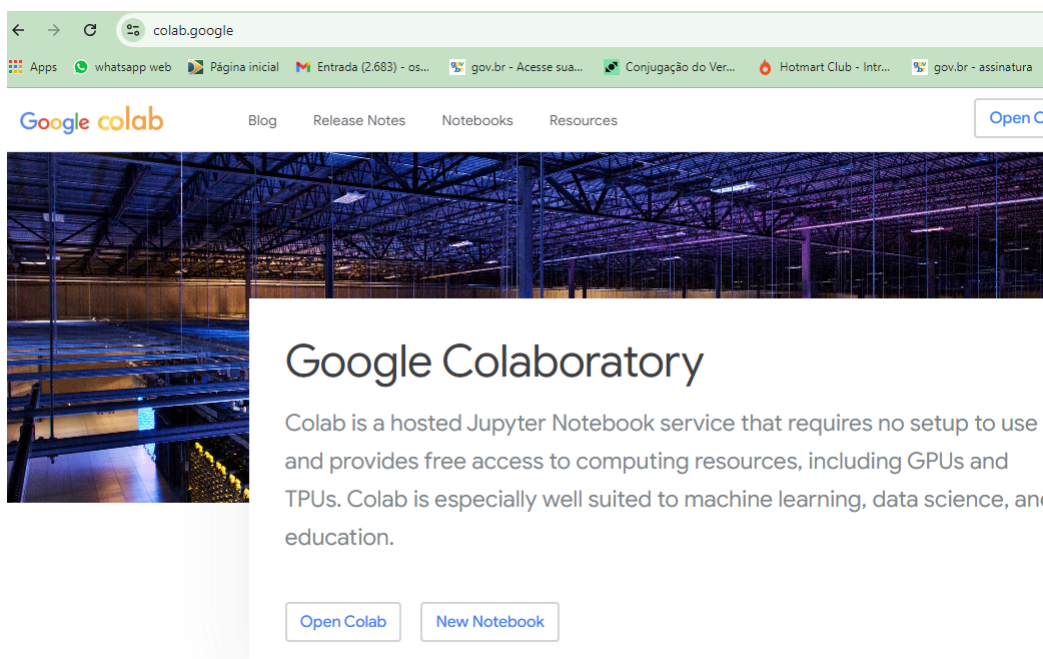 colab.google
Apps whatsapp web Página inicial Entrada (2.683) - os... gov.br - Acesse sua... Conjugação do Ver... Hotmart Club - Intr... gov.br - assinatura
Google colab Blog Release Notes Notebooks Resources Open C
Google Colaboratory
Colab is a hosted Jupyter Notebook service that requires no setup to use
and provides free access to computing resources, including GPUs and
TPUs. Colab is especially well suited to machine learning, data science, and
education.
Open Colab New Notebook